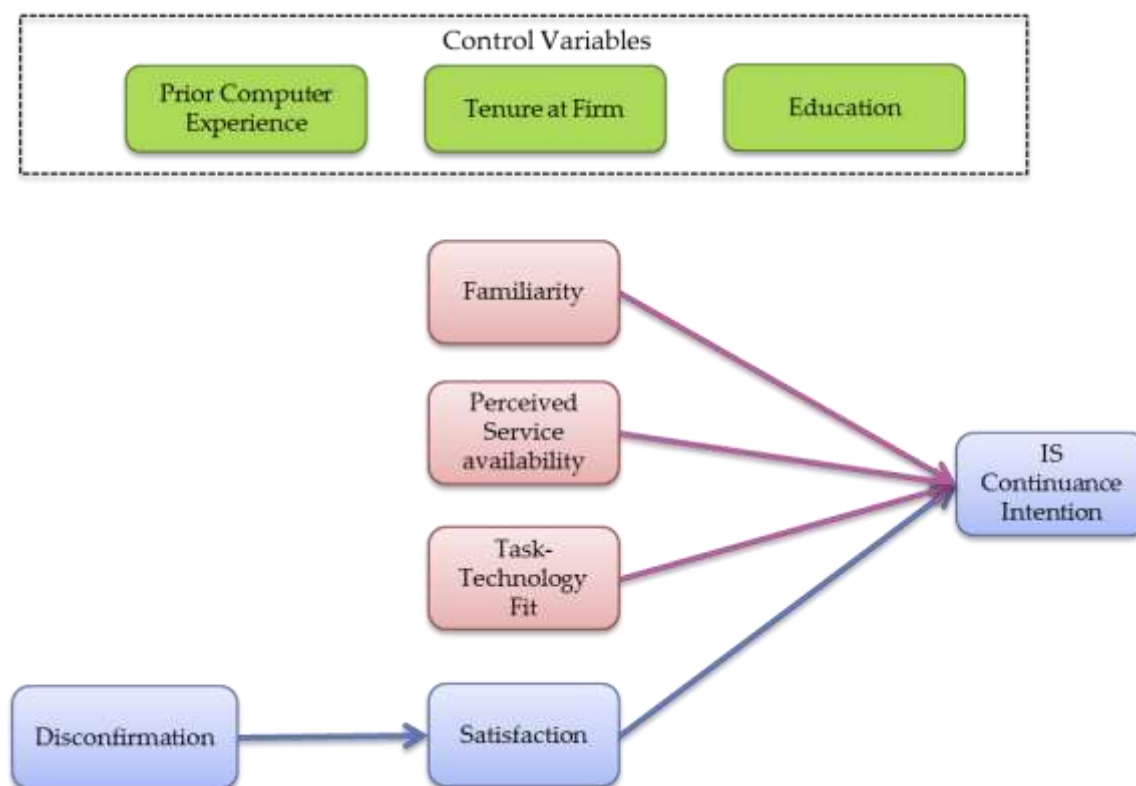 Control Variables
Prior Computer
Experience
Tenure at Firm
Education
Familiarity
Perceived
Service
availability
IS
Continuance
Intention
Task-
Technology
Fit
Disconfirmation
Satisfaction